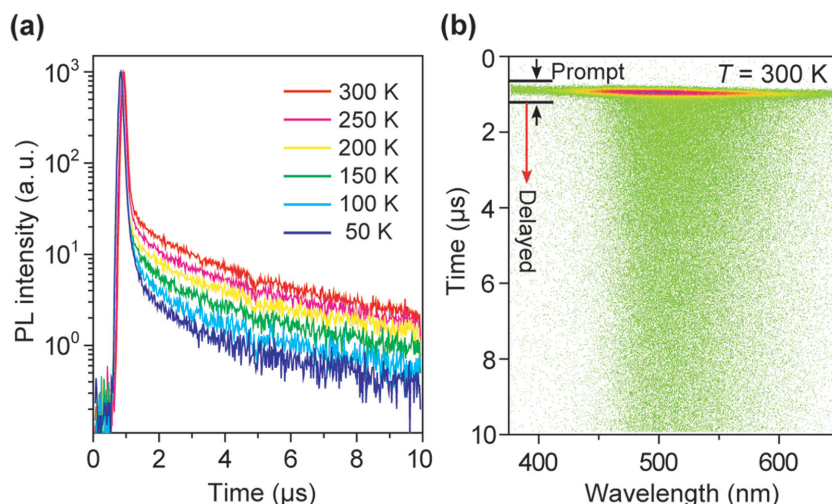 (a)
PL intensity (a. u.)
10³
10²
10¹
10⁰
300 K
250 K
200 K
150 K
100 K
50 K
0 2 4 6 8 10
Time (μs)
(b)
Time (μs)
0
2
4
6
8
10
Prompt
T = 300 K
Delayed
400 500 600
Wavelength (nm)